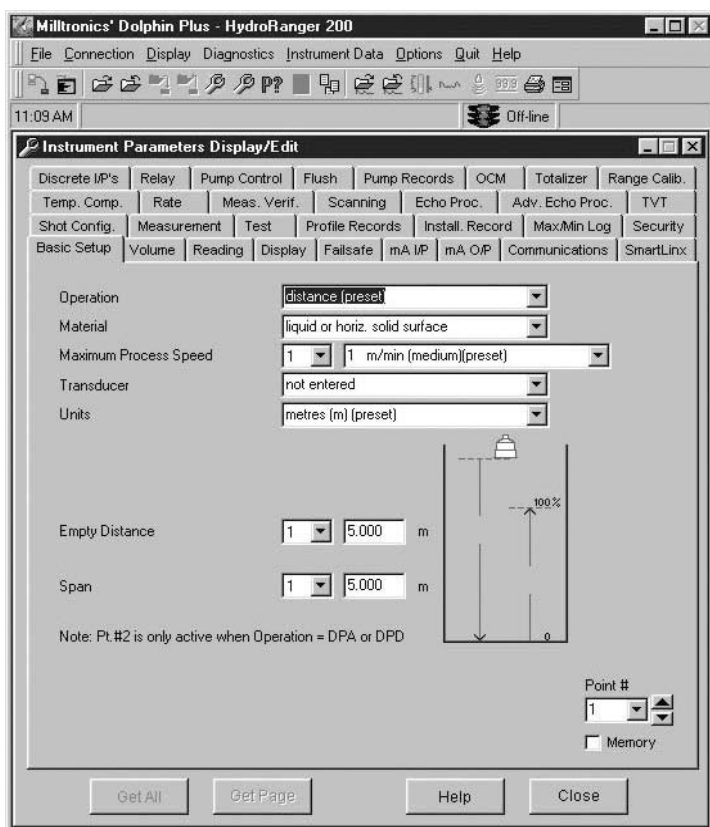 Milltronics' Dolphin Plus - HydroRanger 200
File Connection Display Diagnostics Instrument Data Options Quit Help
P?
99.9
11:09 AM Off-line
Instrument Parameters Display/Edit
Discrete I/P's Relay Pump Control Flush Pump Records OCM Totalizer Range Calib.
Temp. Comp. Rate Meas. Verif. Scanning Echo Proc. Adv. Echo Proc. TVT
Shot Config. Measurement Test Profile Records Install. Record Max/Min Log Security
Basic Setup Volume Reading Display Failsafe mA I/P mA O/P Communications SmartLinx
Operation distance (preset)
Material liquid or horiz. solid surface
Maximum Process Speed 1 1 m/min (medium)(preset)
Transducer not entered
Units metres (m) (preset)
100%
Empty Distance 1 5.000 m
Span 1 5.000 m
Note: Pt.#2 is only active when Operation = DPA or DPD
0
Point #
1
Memory
Get All Get Page Help Close